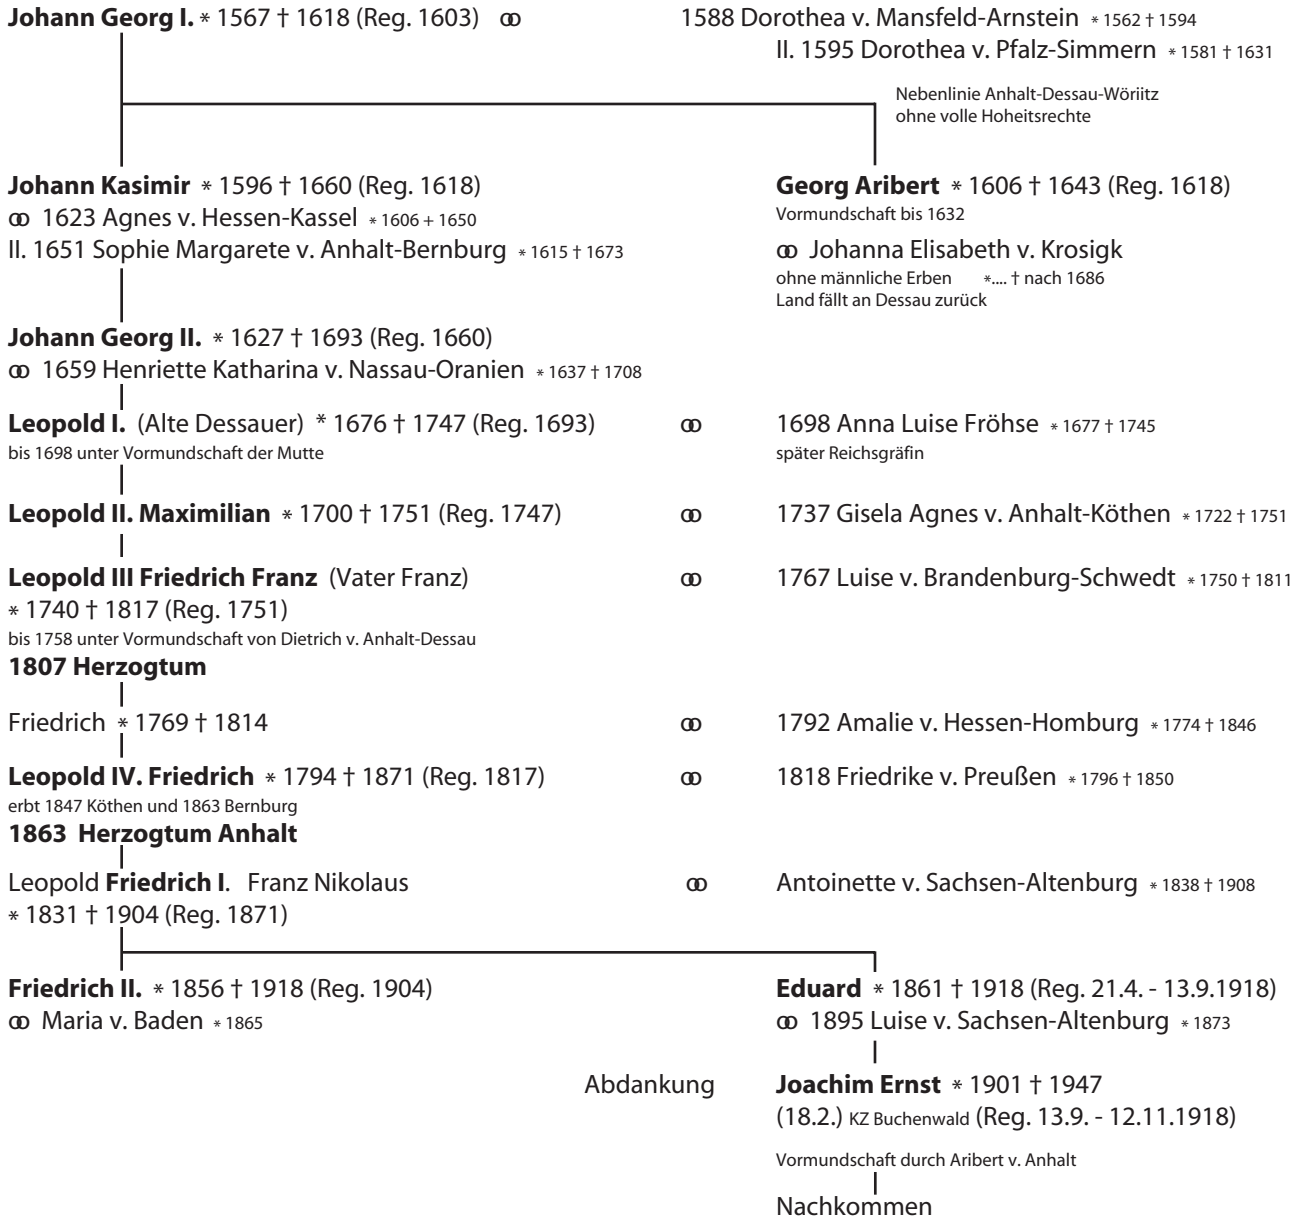 Johann Georg I. * 1567 † 1618 (Reg. 1603) ⚭ 1588 Dorothea v. Mansfeld-Arnstein * 1562 † 1594
II. 1595 Dorothea v. Pfalz-Simmern * 1581 † 1631
Nebenlinie Anhalt-Dessau-Wöriitz
ohne volle Hoheitsrechte
Johann Kasimir * 1596 † 1660 (Reg. 1618)
⚭ 1623 Agnes v. Hessen-Kassel * 1606 + 1650
II. 1651 Sophie Margarete v. Anhalt-Bernburg * 1615 † 1673
Georg Aribert * 1606 † 1643 (Reg. 1618)
Vormundschaft bis 1632
⚭ Johanna Elisabeth v. Krosigk
ohne männliche Erben *.... † nach 1686
Land fällt an Dessau zurück
Johann Georg II. * 1627 † 1693 (Reg. 1660)
⚭ 1659 Henriette Katharina v. Nassau-Oranien * 1637 † 1708
Leopold I. (Alte Dessauer) * 1676 † 1747 (Reg. 1693) ⚭ 1698 Anna Luise Fröhse * 1677 † 1745
bis 1698 unter Vormundschaft der Mutte später Reichsgräfin
Leopold II. Maximilian * 1700 † 1751 (Reg. 1747) ⚭ 1737 Gisela Agnes v. Anhalt-Köthen * 1722 † 1751
Leopold III Friedrich Franz (Vater Franz) ⚭ 1767 Luise v. Brandenburg-Schwedt * 1750 † 1811
* 1740 † 1817 (Reg. 1751)
bis 1758 unter Vormundschaft von Dietrich v. Anhalt-Dessau
1807 Herzogtum
Friedrich * 1769 † 1814 ⚭ 1792 Amalie v. Hessen-Homburg * 1774 † 1846
Leopold IV. Friedrich * 1794 † 1871 (Reg. 1817) ⚭ 1818 Friedrike v. Preußen * 1796 † 1850
erbt 1847 Köthen und 1863 Bernburg
1863 Herzogtum Anhalt
Leopold Friedrich I. Franz Nikolaus ⚭ Antoinette v. Sachsen-Altenburg * 1838 † 1908
* 1831 † 1904 (Reg. 1871)
Friedrich II. * 1856 † 1918 (Reg. 1904)
⚭ Maria v. Baden * 1865
Eduard * 1861 † 1918 (Reg. 21.4. - 13.9.1918)
⚭ 1895 Luise v. Sachsen-Altenburg * 1873
Abdankung Joachim Ernst * 1901 † 1947
(18.2.) KZ Buchenwald (Reg. 13.9. - 12.11.1918)
Vormundschaft durch Aribert v. Anhalt
Nachkommen